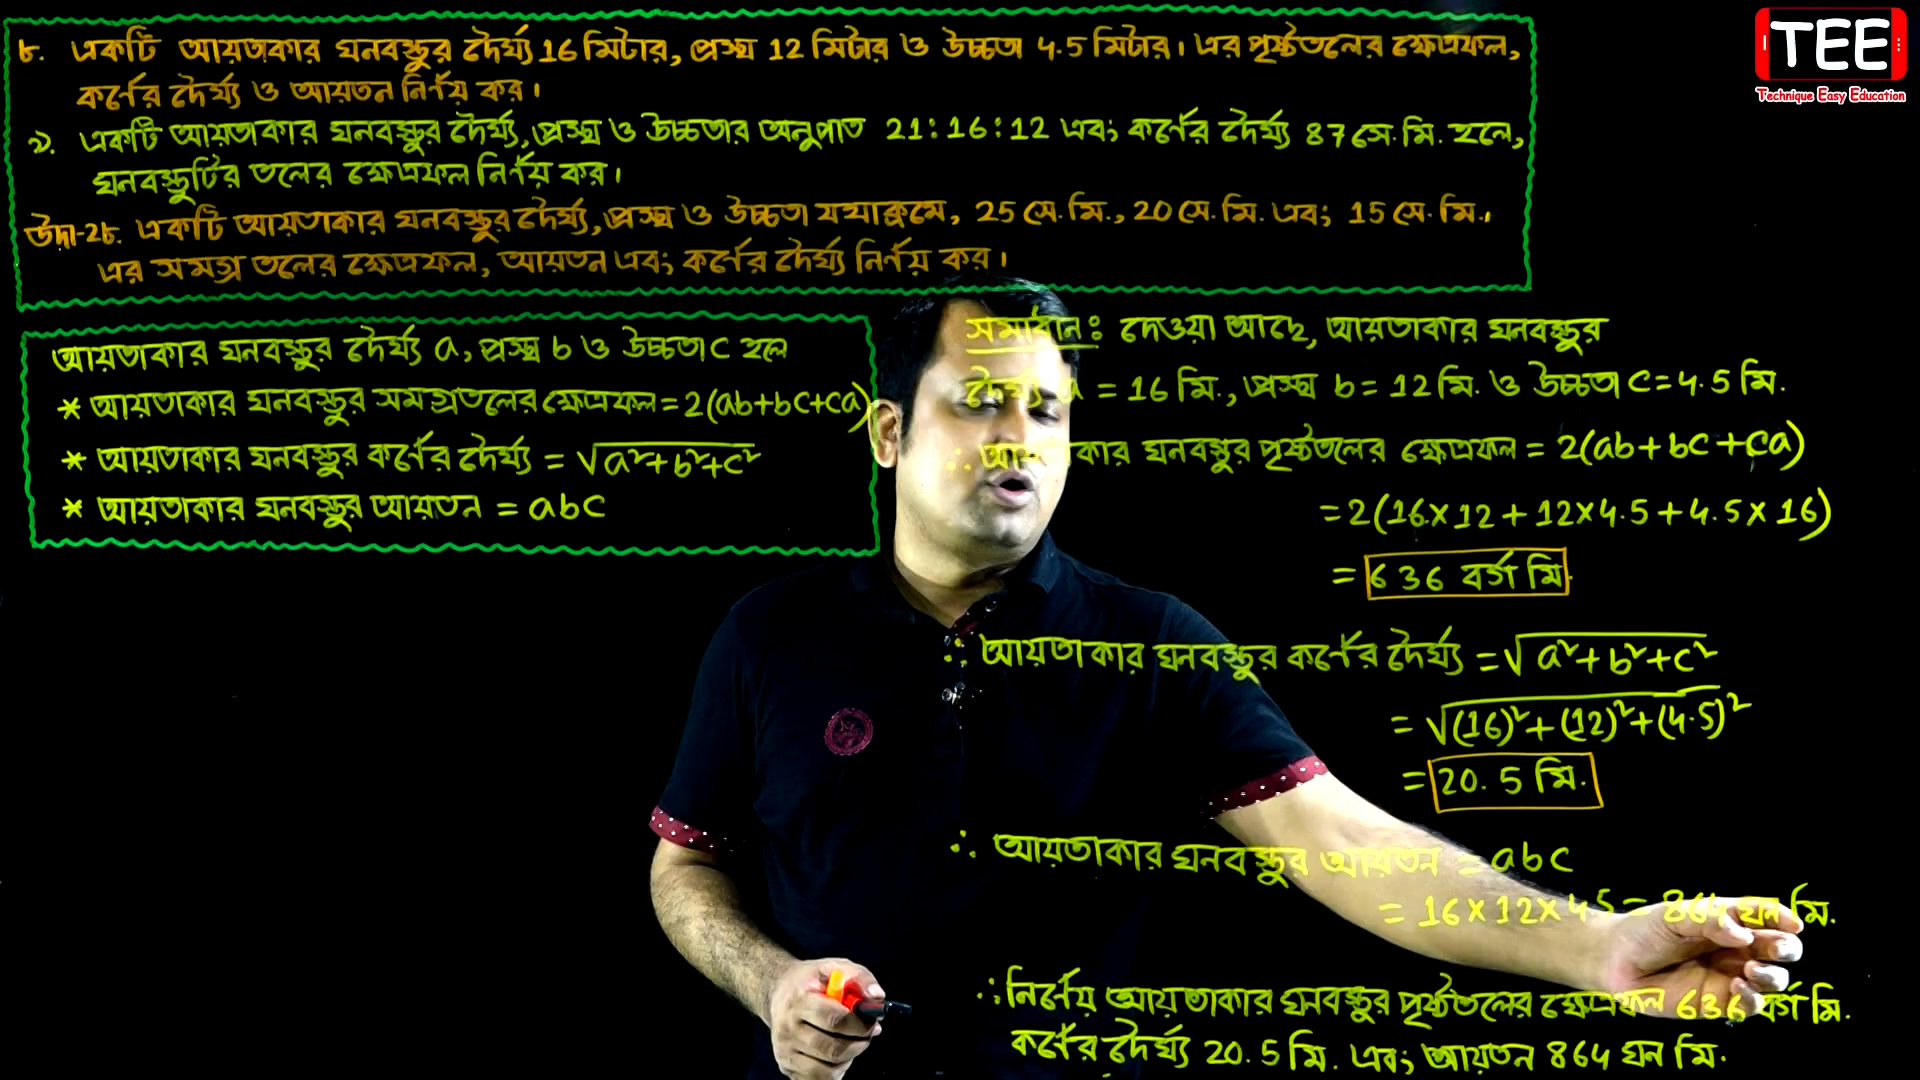 ৮. একটি আয়তাকার ঘনবস্তুর দৈর্ঘ্য 16 মিটার, প্রস্থ 12 মিটার ও উচ্চতা 4.5 মিটার। এর পৃষ্ঠতলের ক্ষেত্রফল,
কর্ণের দৈর্ঘ্য ও আয়তন নির্ণয় কর।
৯. একটি আয়তাকার ঘনবস্তুর দৈর্ঘ্য, প্রস্থ ও উচ্চতার অনুপাত 21:16:12 এবং কর্ণের দৈর্ঘ্য 87 সে.মি. হলে,
ঘনবস্তুটির তলের ক্ষেত্রফল নির্ণয় কর।
উদা-2৮. একটি আয়তাকার ঘনবস্তুর দৈর্ঘ্য, প্রস্থ ও উচ্চতা যথাক্রমে, 25 সে.মি., 20 সে.মি. এবং 15 সে.মি.।
এর সমগ্র তলের ক্ষেত্রফল, আয়তন এবং কর্ণের দৈর্ঘ্য নির্ণয় কর।
TEE
Technique Easy Education
আয়তাকার ঘনবস্তুর দৈর্ঘ্য a, প্রস্থ b ও উচ্চতা c হলে
* আয়তাকার ঘনবস্তুর সমগ্রতলের ক্ষেত্রফল = 2(ab+bc+ca)
* আয়তাকার ঘনবস্তুর কর্ণের দৈর্ঘ্য = √a²+b²+c²
* আয়তাকার ঘনবস্তুর আয়তন = abc
সমাধান: দেওয়া আছে, আয়তাকার ঘনবস্তুর
দৈর্ঘ্য a = 16 মি., প্রস্থ b = 12 মি. ও উচ্চতা c = 4.5 মি.
∴ আয়তাকার ঘনবস্তুর পৃষ্ঠতলের ক্ষেত্রফল = 2(ab+bc+ca)
= 2(16×12+12×4.5+4.5×16)
= 636 বর্গ মি.
∴ আয়তাকার ঘনবস্তুর কর্ণের দৈর্ঘ্য = √a²+b²+c²
= √(16)²+(12)²+(4.5)²
= 20.5 মি.
∴ আয়তাকার ঘনবস্তুর আয়তন = abc
= 16×12×4.5 = 864 ঘন মি.
∴ নির্ণেয় আয়তাকার ঘনবস্তুর পৃষ্ঠতলের ক্ষেত্রফল 636 বর্গ মি.
কর্ণের দৈর্ঘ্য 20.5 মি. এবং আয়তন 864 ঘন মি.